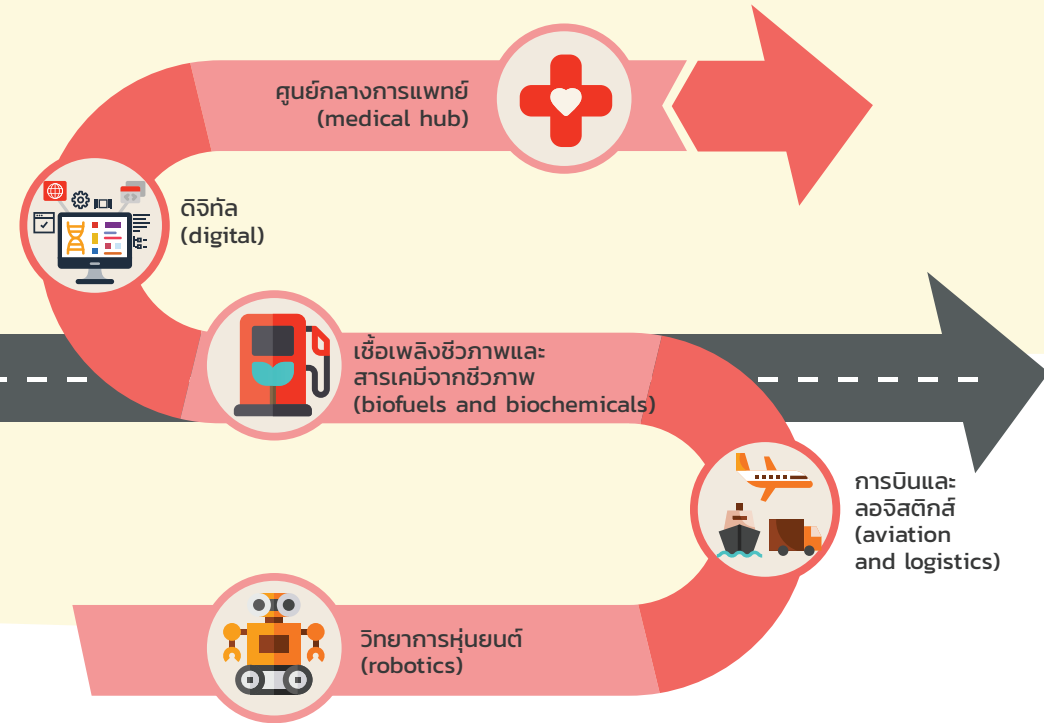 ศูนย์กลางการแพทย์
(medical hub)
ดิจิทัล
(digital)
เชื้อเพลิงชีวภาพและ
สารเคมีจากชีวภาพ
(biofuels and biochemicals)
การบินและ
ลอจิสติกส์
(aviation
and logistics)
วิทยาการหุ่นยนต์
(robotics)